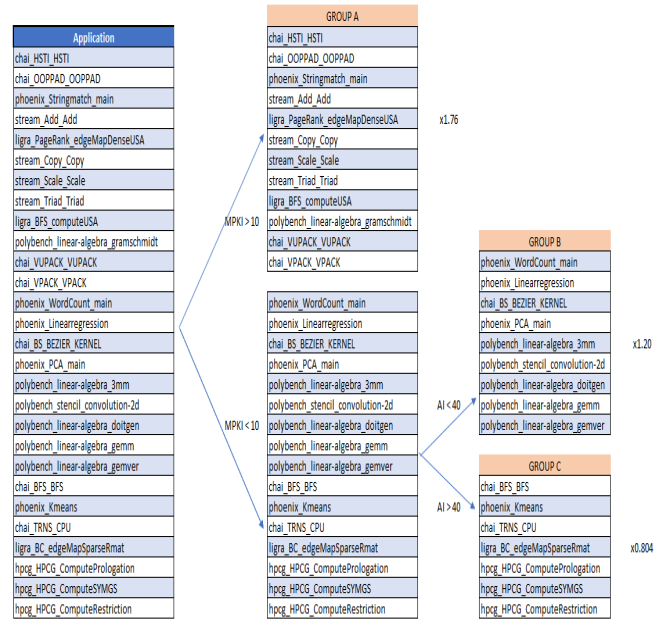 Application
chai_HSTI_HSTI
chai_OOPPAD_OOPPAD
phoenix_Stringmatch_main
stream_Add_Add
ligra_PageRank_edgeMapDenseUSA
stream_Copy_Copy
stream_Scale_Scale
stream_Triad_Triad
ligra_BFS_computeUSA
polybench_linear-algebra_gramschmidt
chai_VUPACK_VUPACK
chai_VPACK_VPACK
phoenix_WordCount_main
phoenix_Linearregression
chai_BS_BEZIER_KERNEL
phoenix_PCA_main
polybench_linear-algebra_3mm
polybench_stencil_convolution-2d
polybench_linear-algebra_doitgen
polybench_linear-algebra_gemm
polybench_linear-algebra_gemver
chai_BFS_BFS
phoenix_Kmeans
chai_TRNS_CPU
ligra_BC_edgeMapSparseRmat
hpcg_HPCG_ComputePrologation
hpcg_HPCG_ComputeSYMGS
hpcg_HPCG_ComputeRestriction
MPKI > 10
MPKI < 10
GROUP A
chai_HSTI_HSTI
chai_OOPPAD_OOPPAD
phoenix_Stringmatch_main
stream_Add_Add
ligra_PageRank_edgeMapDenseUSA
stream_Copy_Copy
stream_Scale_Scale
stream_Triad_Triad
ligra_BFS_computeUSA
polybench_linear-algebra_gramschmidt
chai_VUPACK_VUPACK
chai_VPACK_VPACK
x1.76
phoenix_WordCount_main
phoenix_Linearregression
chai_BS_BEZIER_KERNEL
phoenix_PCA_main
polybench_linear-algebra_3mm
polybench_stencil_convolution-2d
polybench_linear-algebra_doitgen
polybench_linear-algebra_gemm
polybench_linear-algebra_gemver
chai_BFS_BFS
phoenix_Kmeans
chai_TRNS_CPU
ligra_BC_edgeMapSparseRmat
hpcg_HPCG_ComputePrologation
hpcg_HPCG_ComputeSYMGS
hpcg_HPCG_ComputeRestriction
AI < 40
AI > 40
GROUP B
phoenix_WordCount_main
phoenix_Linearregression
chai_BS_BEZIER_KERNEL
phoenix_PCA_main
polybench_linear-algebra_3mm
polybench_stencil_convolution-2d
polybench_linear-algebra_doitgen
polybench_linear-algebra_gemm
polybench_linear-algebra_gemver
x1.20
GROUP C
chai_BFS_BFS
phoenix_Kmeans
chai_TRNS_CPU
ligra_BC_edgeMapSparseRmat
hpcg_HPCG_ComputePrologation
hpcg_HPCG_ComputeSYMGS
hpcg_HPCG_ComputeRestriction
x0.804